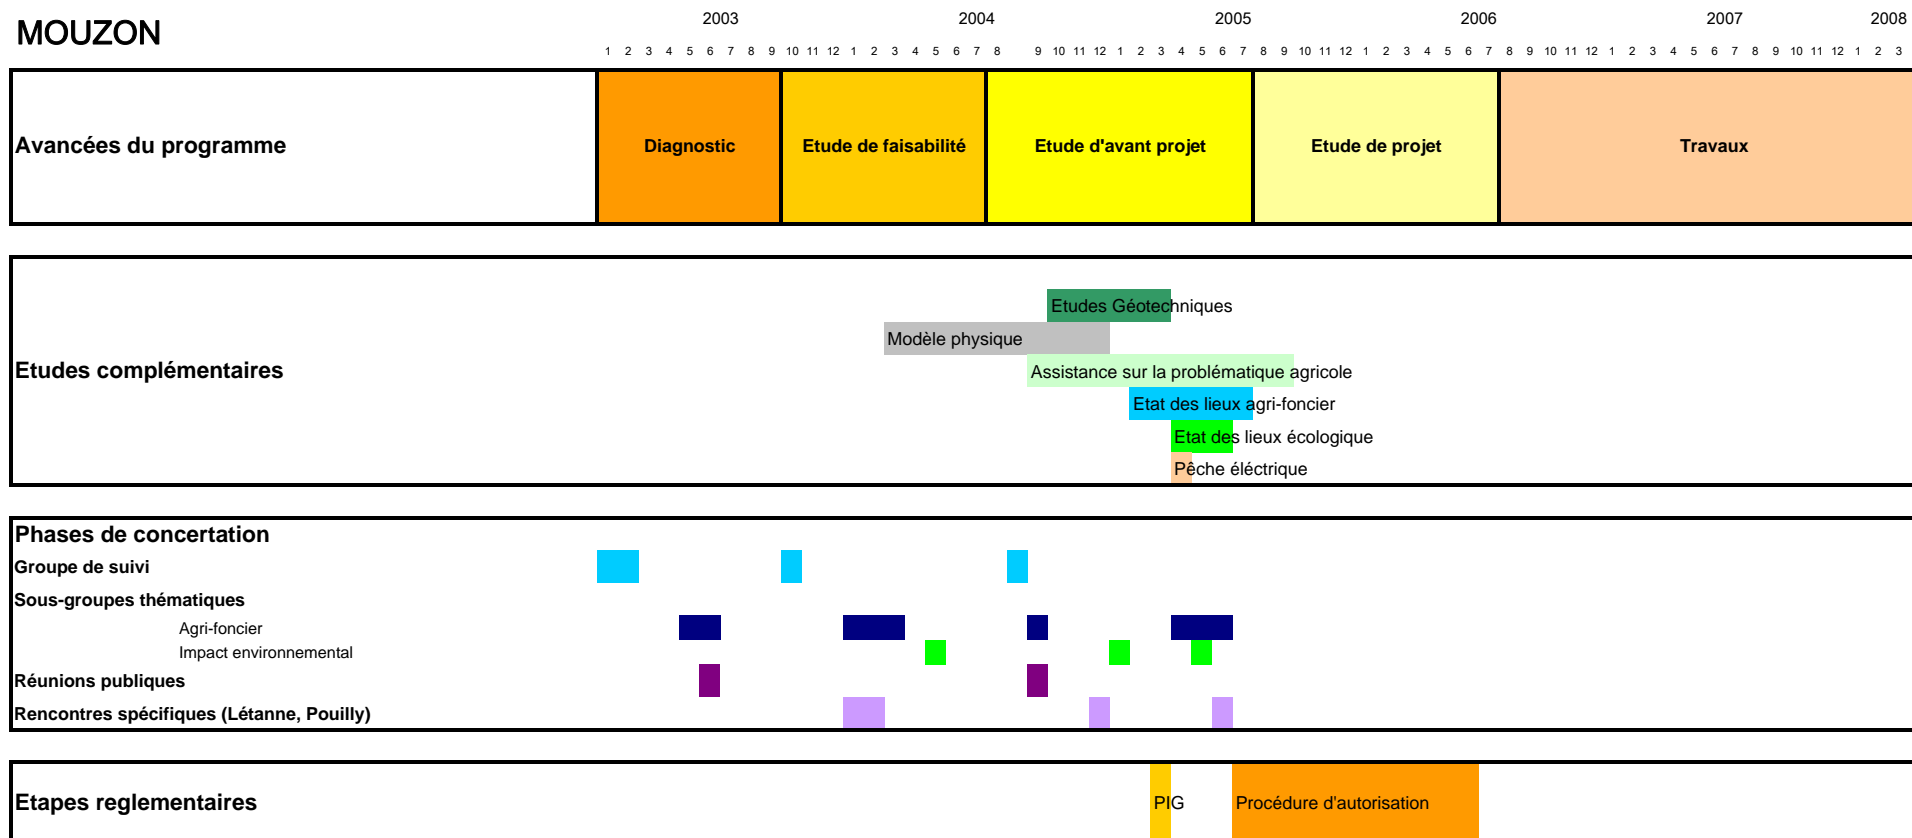 MOUZON
2003 2004 2005 2006 2007 2008
1 2 3 4 5 6 7 8 9 10 11 12 1 2 3 4 5 6 7 8 9 10 11 12 1 2 3 4 5 6 7 8 9 10 11 12 1 2 3 4 5 6 7 8 9 10 11 12 1 2 3 4 5 6 7 8 9 10 11 12 1 2 3
Avancées du programme
Diagnostic
Etude de faisabilité
Etude d'avant projet
Etude de projet
Travaux
Etudes complémentaires
Etudes Géotechniques
Modèle physique
Assistance sur la problématique agricole
Etat des lieux agri-foncier
Etat des lieux écologique
Pêche éléctrique
Phases de concertation
Groupe de suivi
Sous-groupes thématiques
Agri-foncier
Impact environnemental
Réunions publiques
Rencontres spécifiques (Létanne, Pouilly)
Etapes reglementaires
PIG
Procédure d'autorisation